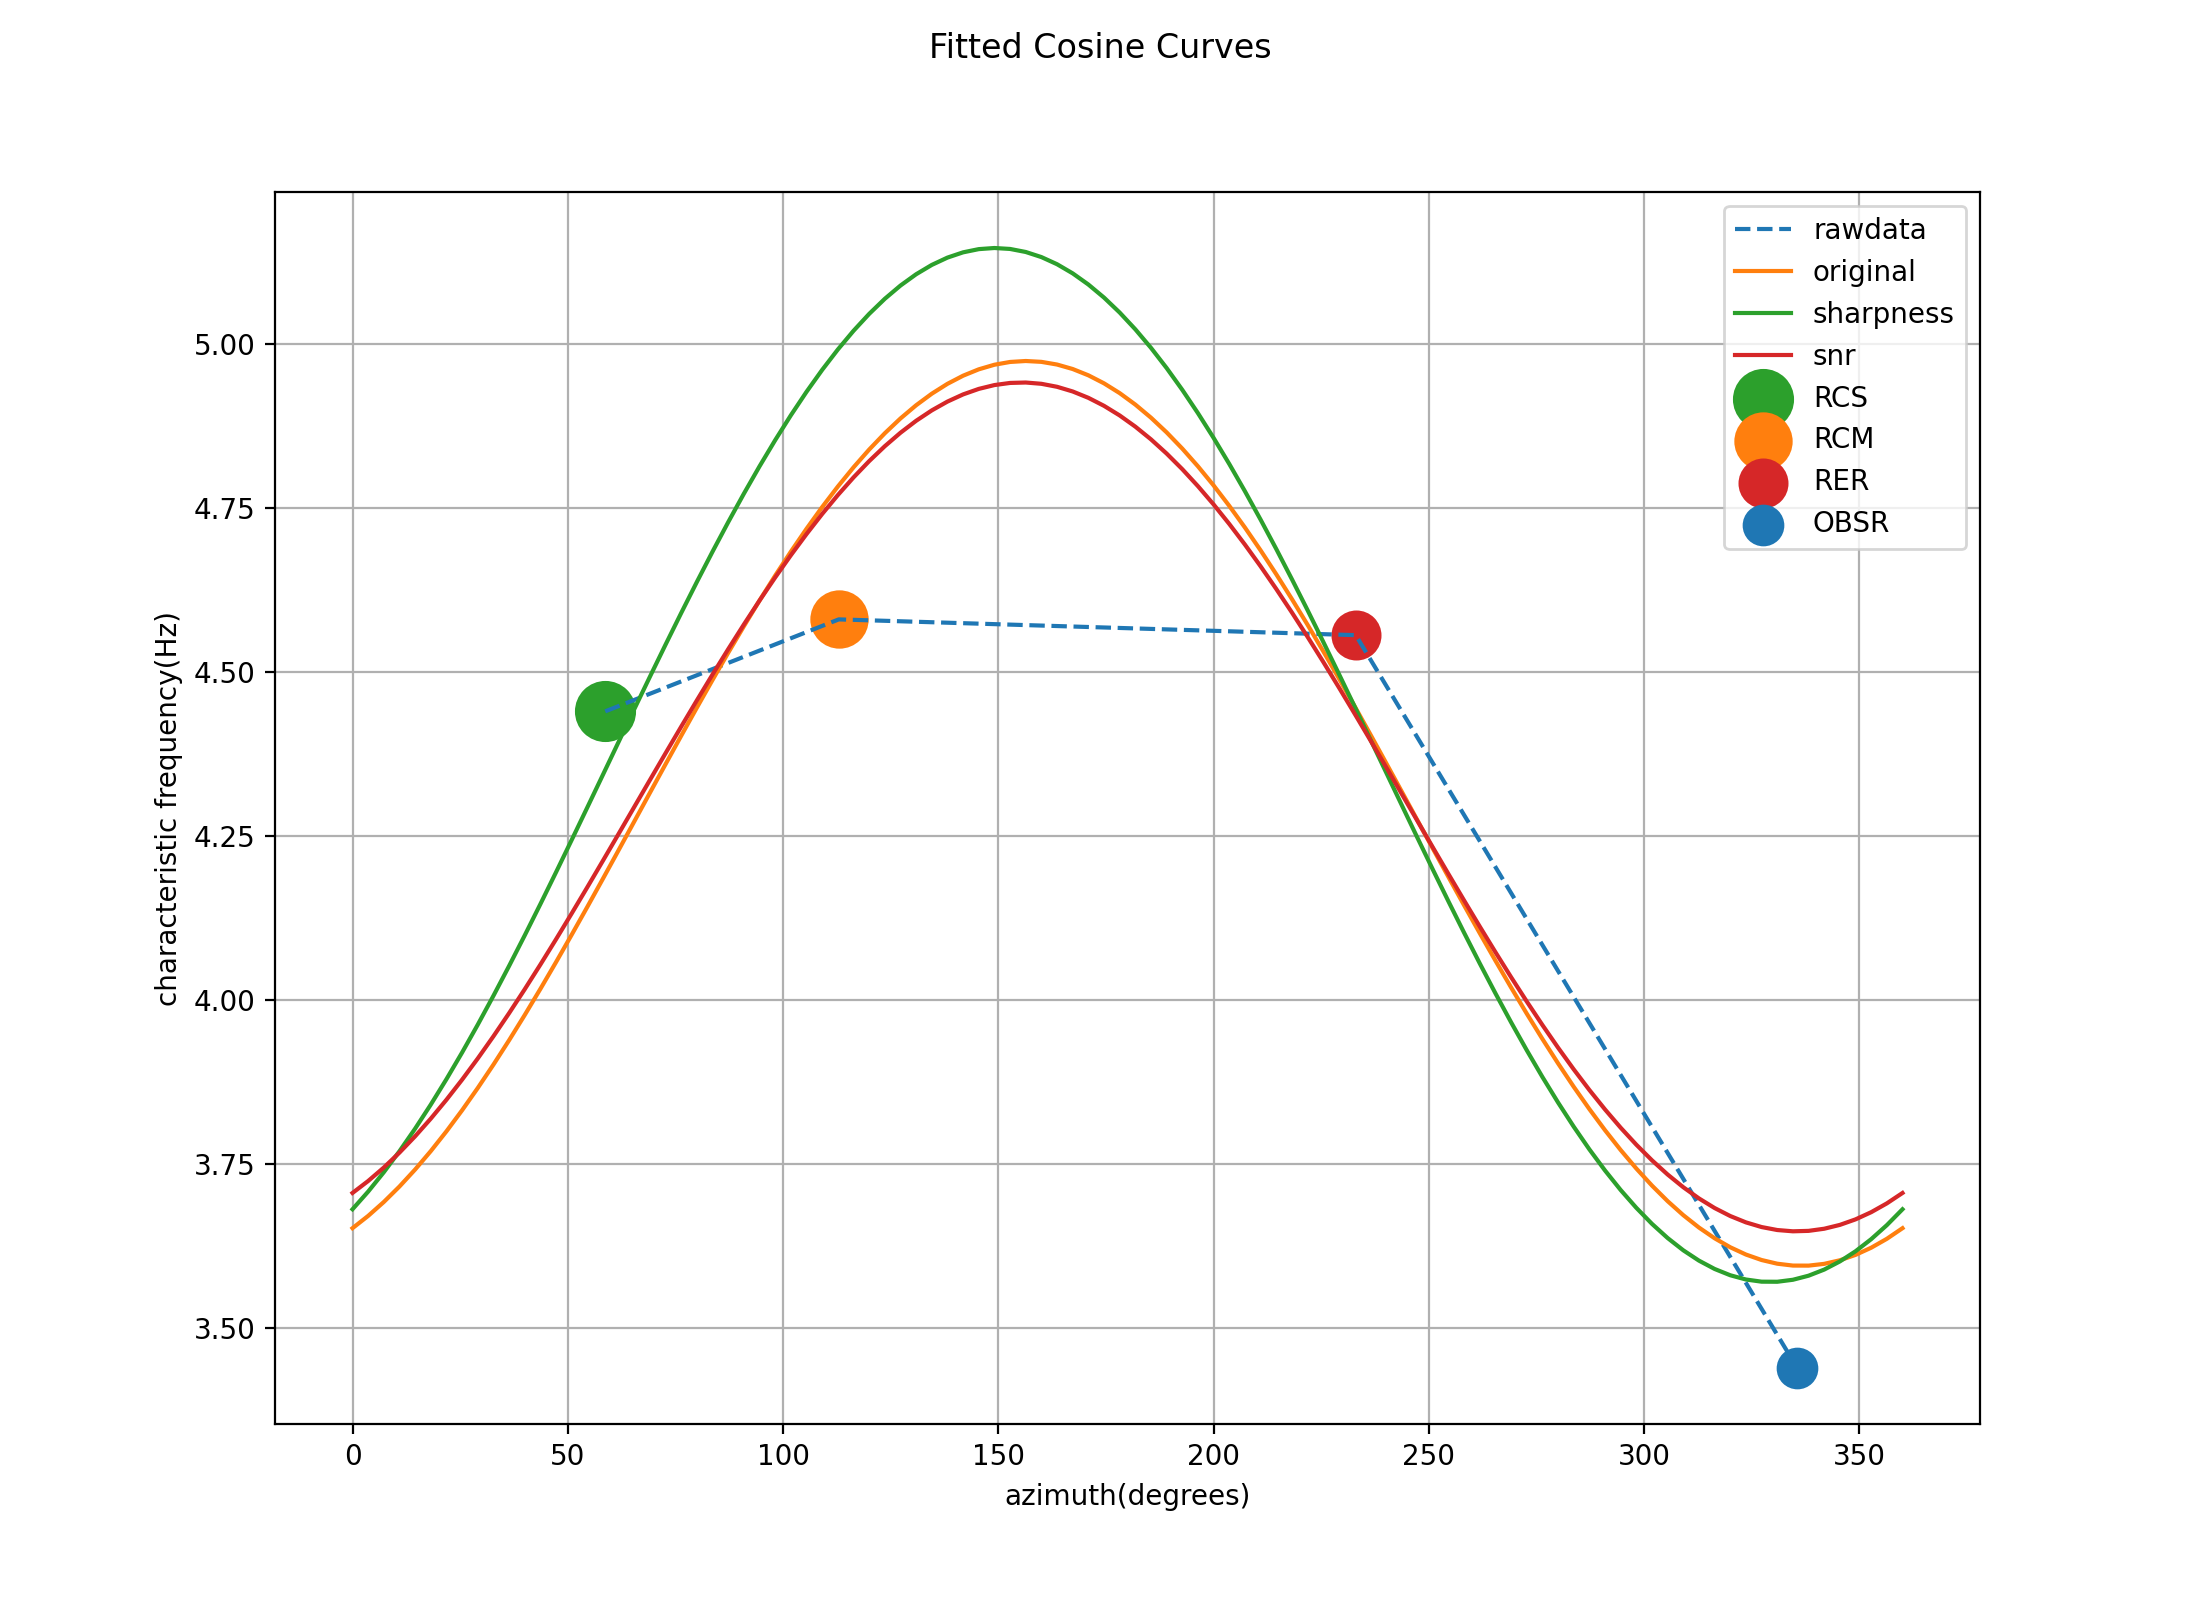 Fitted Cosine Curves
rawdata
original
sharpness
snr
RCS
RCM
RER
OBSR
characteristic frequency(Hz)
5.00
4.75
4.50
4.25
4.00
3.75
3.50
0 50 100 150 200 250 300 350
azimuth(degrees)